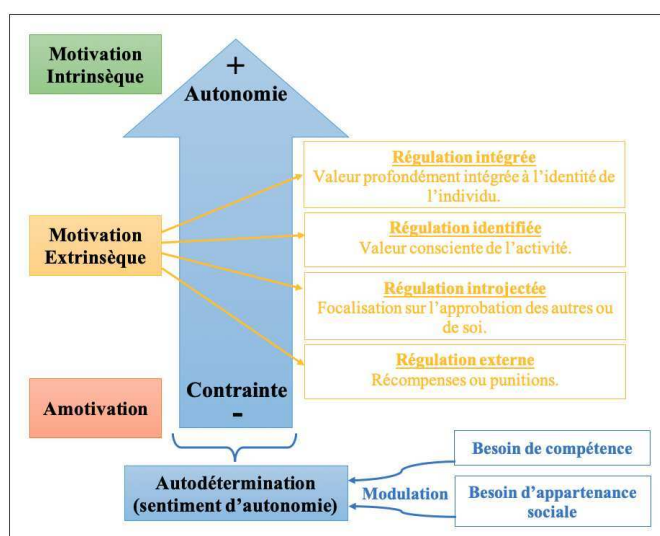 Motivation
Intrinsèque
+
Autonomie
Régulation intégrée
Valeur profondément intégrée à l'identité de
l'individu.
Motivation
Extrinsèque
Régulation identifiée
Valeur consciente de l'activité.
Régulation introjectée
Focalisation sur l'approbation des autres ou
de soi.
Régulation externe
Récompenses ou punitions.
Amotivation
Contrainte
-
Autodétermination
(sentiment d'autonomie)
Modulation
Besoin de compétence
Besoin d'appartenance
sociale